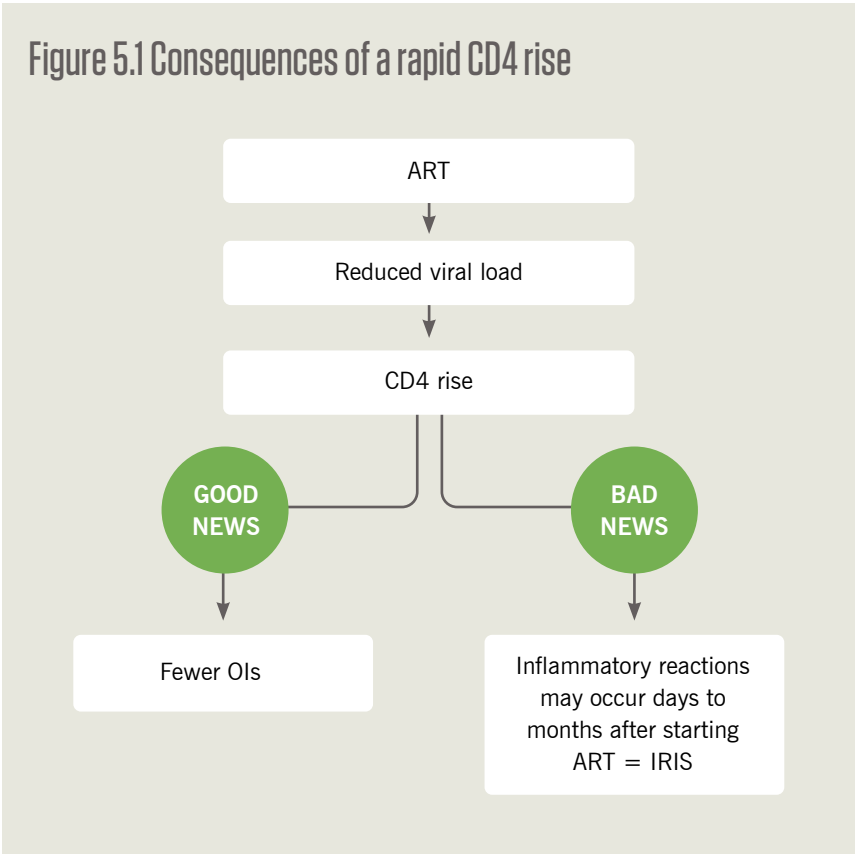 Figure 5.1 Consequences of a rapid CD4 rise
ART
Reduced viral load
CD4 rise
GOOD
NEWS
Fewer OIs
BAD
NEWS
Inflammatory reactions
may occur days to
months after starting
ART = IRIS